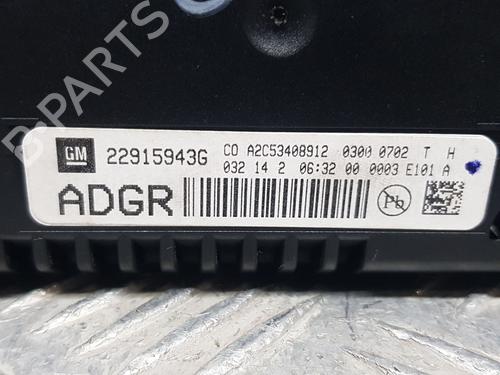 B-PARTS
GM 22915943G CO A2C53408912 0300 0702 T H
032 14 2 06:32 00 0003 E101 A
ADGR
Pb